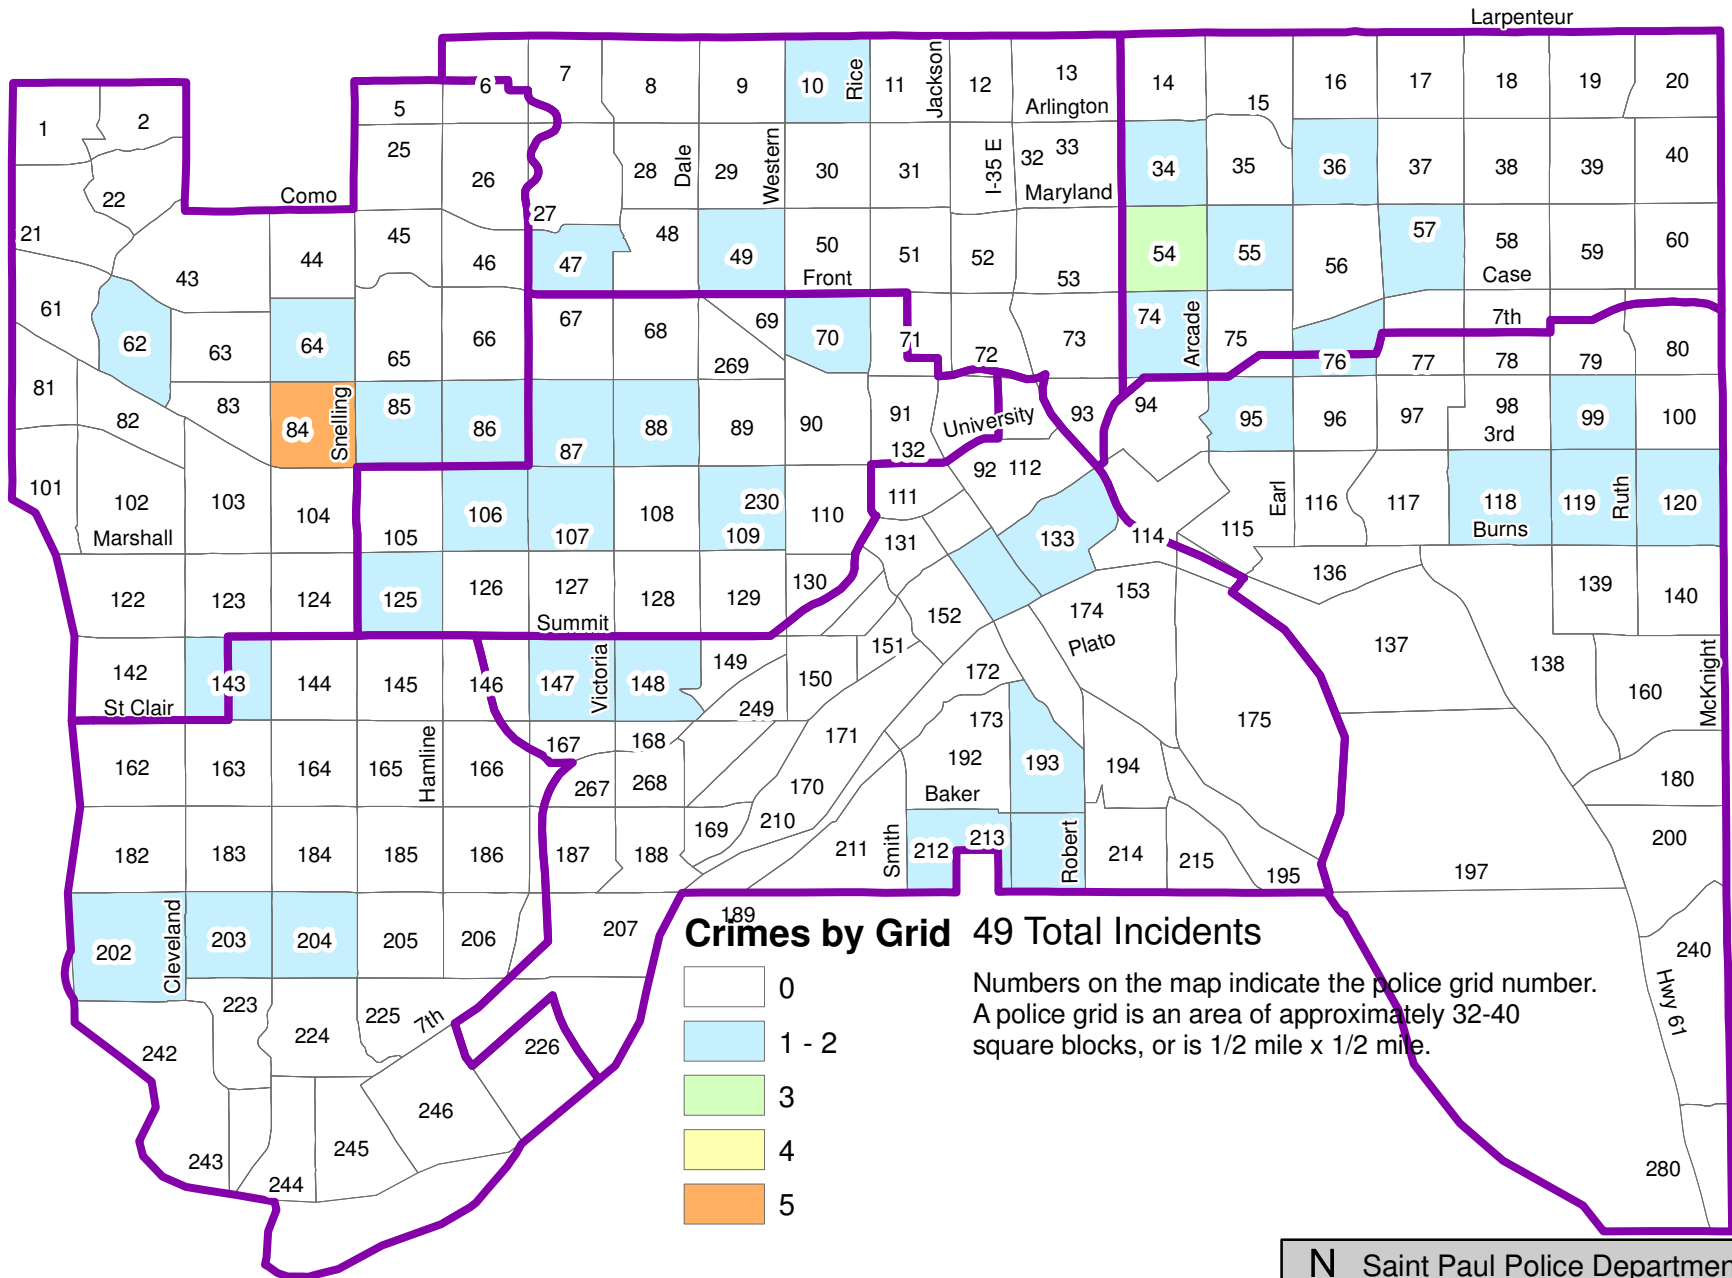 Larpenteur
6 7 8 9 10 Rice 11 Jackson 12 13 14 15 16 17 18 19 20
Arlington
1 2 5
25 26 27 28 Dale 29 Western 30 31 I-35 E 32 33 34 35 36 37 38 39 40
Maryland
Como
22
21 43 44 45 46 47 48 49 50 51 52 53 54 55 56 57 58 59 60
Front
Case
61 62 63 64 65 66 67 68 69 70 71 72 73 74 Arcade 75 76 77 78 79 80
7th
269
81 82 83 84 Snelling 85 86 87 88 89 90 91 University 93 94 95 96 97 98 99 100
3rd
132 92 112
101 102 103 104 105 106 107 108 230 109 110 111 133 114 115 Earl 116 117 118 119 Ruth 120
Marshall
Burns
131
122 123 124 125 126 127 128 129 130 152 174 153 136 139 140
Summit
Plato
142 143 144 145 146 147 Victoria 148 149 150 151 172 137 138 160 McKnight
St Clair
249
162 163 164 165 Hamline 166 167 168 171 173 175
267 268 170 192 193 194 180
Baker
182 183 184 185 186 187 188 169 210 211 Smith 212 213 Robert 214 215 195 197 200
202 Cleveland 203 204 205 206 207 189 240
223 224 225 7th 226 Hwy 61
242 246
243 244 245 280
Crimes by Grid 49 Total Incidents
0
1 - 2
3
4
5
Numbers on the map indicate the police grid number.
A police grid is an area of approximately 32-40
square blocks, or is 1/2 mile x 1/2 mile.
N Saint Paul Police Departmen